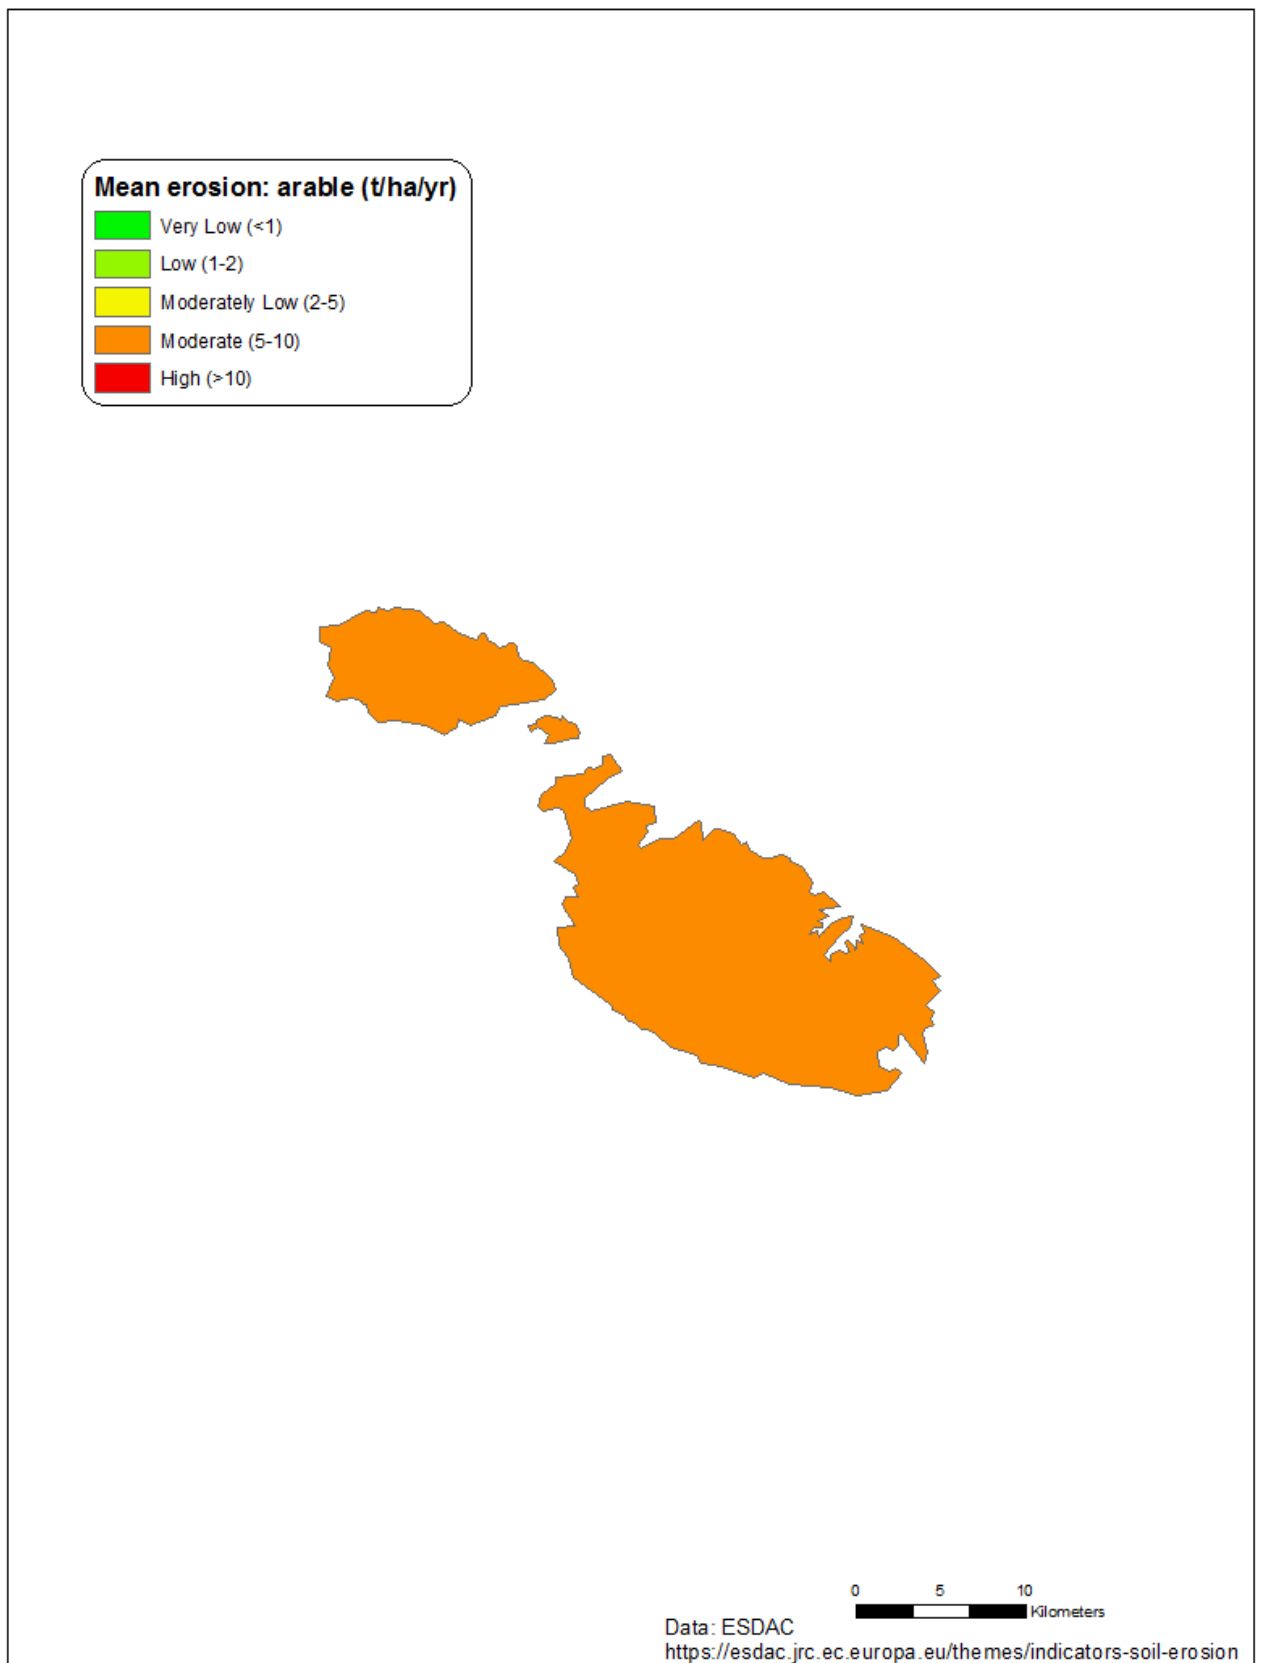 Mean erosion: arable (t/ha/yr)
Very Low (<1)
Low (1-2)
Moderately Low (2-5)
Moderate (5-10)
High (>10)
0 5 10
Kilometers
Data: ESDAC
https://esdac.jrc.ec.europa.eu/themes/indicators-soil-erosion